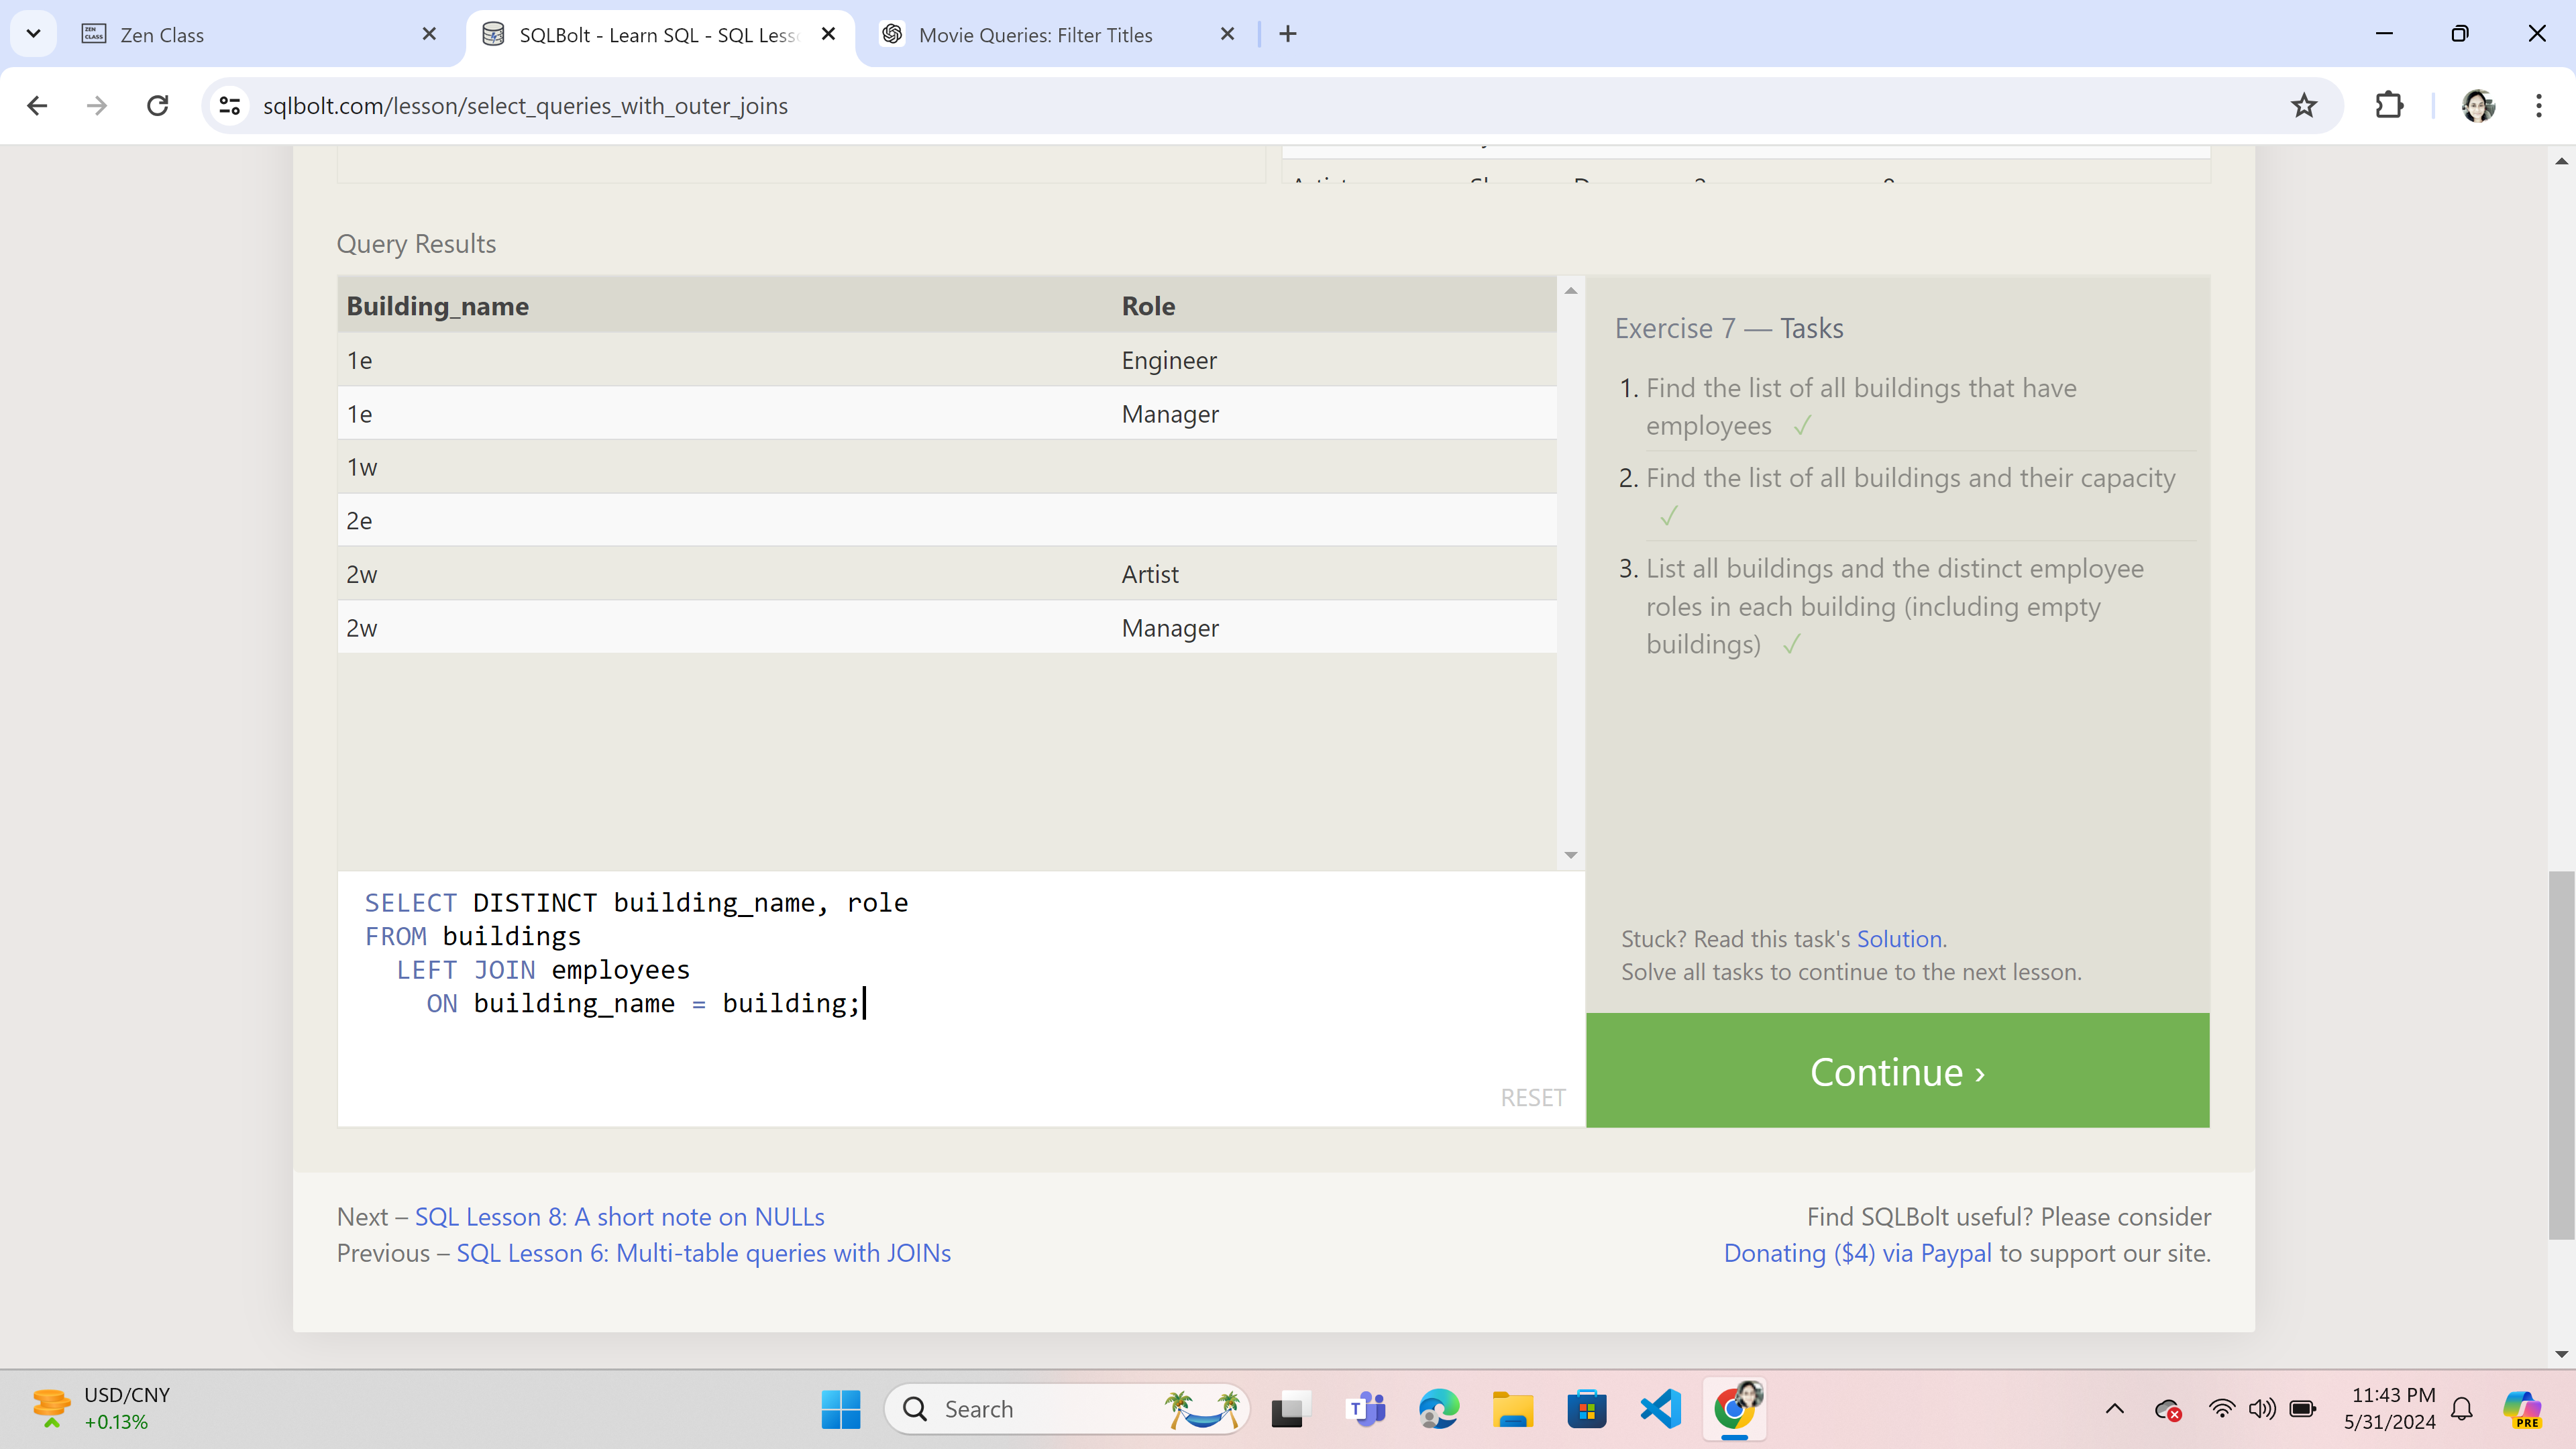 Zen Class
SQLBolt - Learn SQL - SQL Less
Movie Queries: Filter Titles
sqlbolt.com/lesson/select_queries_with_outer_joins
Query Results
Building_name Role
1e Engineer
1e Manager
1w
2e
2w Artist
2w Manager
Exercise 7 — Tasks
1. Find the list of all buildings that have
employees ✓
2. Find the list of all buildings and their capacity
✓
3. List all buildings and the distinct employee
roles in each building (including empty
buildings) ✓
SELECT DISTINCT building_name, role
FROM buildings
LEFT JOIN employees
ON building_name = building;
RESET
Stuck? Read this task's Solution.
Solve all tasks to continue to the next lesson.
Continue ›
Next – SQL Lesson 8: A short note on NULLs
Previous – SQL Lesson 6: Multi-table queries with JOINs
Find SQLBolt useful? Please consider
Donating ($4) via Paypal to support our site.
USD/CNY
+0.13%
Search
11:43 PM
5/31/2024
PRE